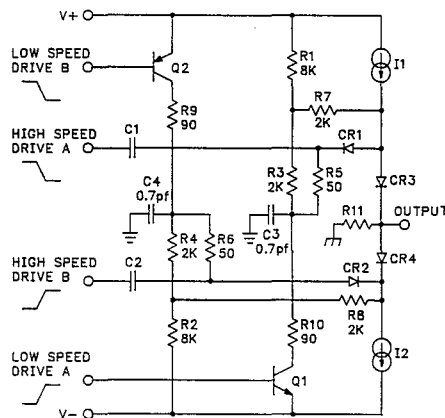 V+
LOW SPEED
DRIVE B
Q2
R1
8K
I1
R9
90
R7
2K
HIGH SPEED
DRIVE A
C1
CR1
C4
0.7pf
R3
2K
R5
50
CR3
R11
OUTPUT
R4
2K
R6
50
C3
0.7pf
CR4
HIGH SPEED
DRIVE B
C2
CR2
R8
2K
R2
8K
R10
90
I2
LOW SPEED
DRIVE A
Q1
V-